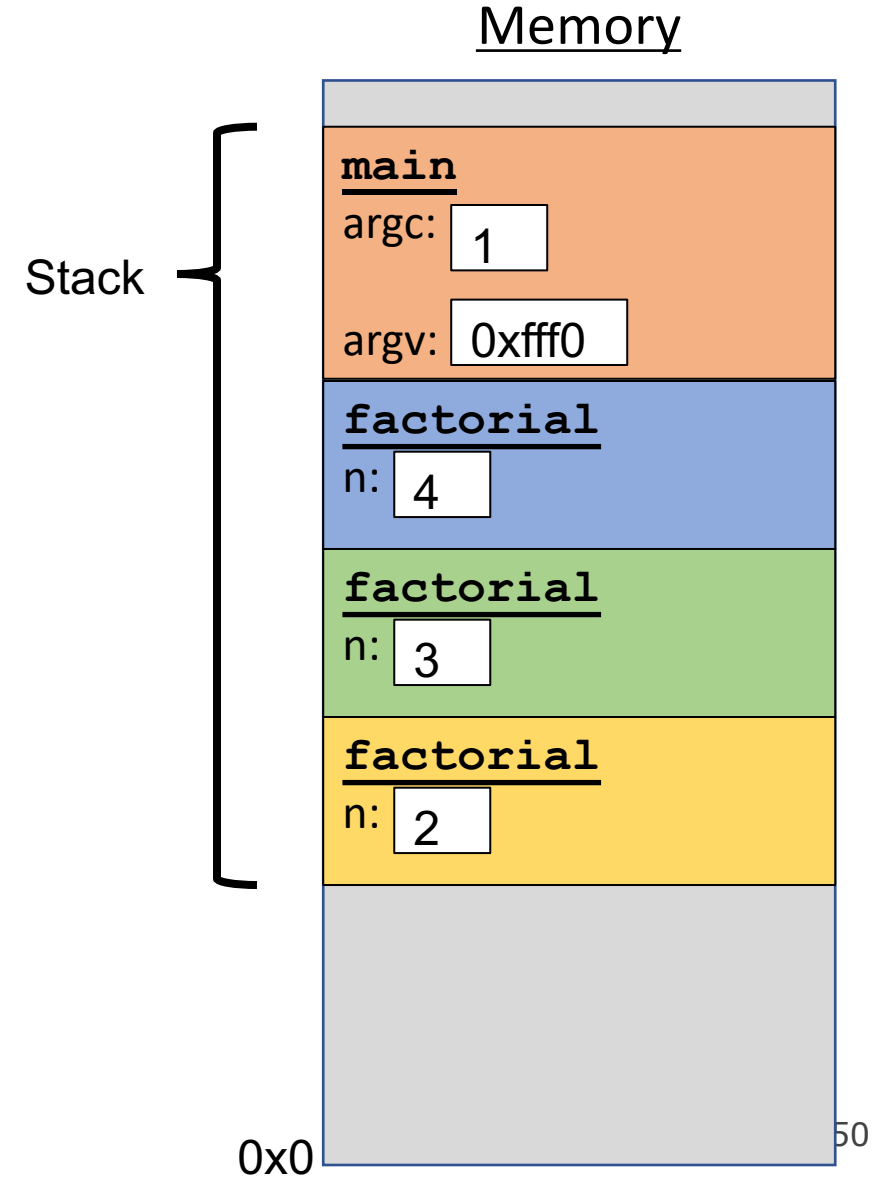 Memory
main
argc: 1
Stack
argv: 0xfff0
factorial
n: 4
factorial
n: 3
factorial
n: 2
50
0x0